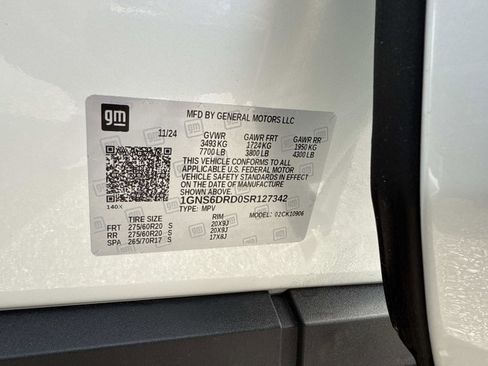 gm
MFD BY GENERAL MOTORS LLC
11/24 GVWR GAWR FRT GAWR RR
3493 KG 1724 KG 1950 KG
7700 LB 3800 LB 4300 LB
THIS VEHICLE CONFORMS TO ALL
APPLICABLE U.S. FEDERAL MOTOR
VEHICLE SAFETY STANDARDS IN EFFECT
ON THE DATE OF MANUFACTURE
SHOWN ABOVE.
1GNS6DRD0SR127342
140X TYPE: MPV MODEL: 02CK10906
TIRE SIZE RIM
FRT 275/60R20 S 20X9J
RR 275/60R20 S 20X9J
SPA 265/70R17 S 17X8J